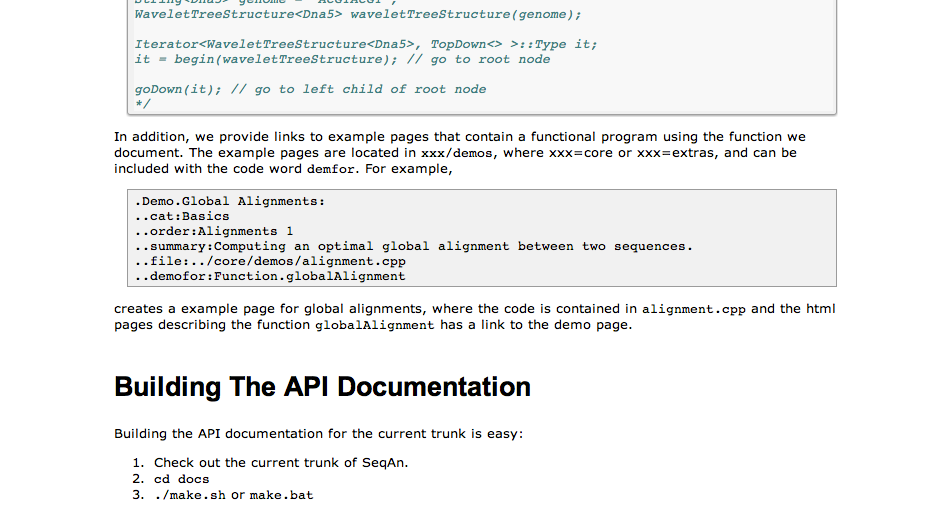 WaveletTreeStructure<Dna5> waveletTreeStructure(genome);
Iterator<WaveletTreeStructure<Dna5>, TopDown<> >::Type it;
it = begin(waveletTreeStructure); // go to root node
goDown(it); // go to left child of root node
*/
In addition, we provide links to example pages that contain a functional program using the function we
document. The example pages are located in xxx/demos, where xxx=core or xxx=extras, and can be
included with the code word demfor. For example,
.Demo.Global Alignments:
..cat:Basics
..order:Alignments 1
..summary:Computing an optimal global alignment between two sequences.
..file:../core/demos/alignment.cpp
..demofor:Function.globalAlignment
creates a example page for global alignments, where the code is contained in alignment.cpp and the html
pages describing the function globalAlignment has a link to the demo page.
Building The API Documentation
Building the API documentation for the current trunk is easy:
1. Check out the current trunk of SeqAn.
2. cd docs
3. ./make.sh or make.bat